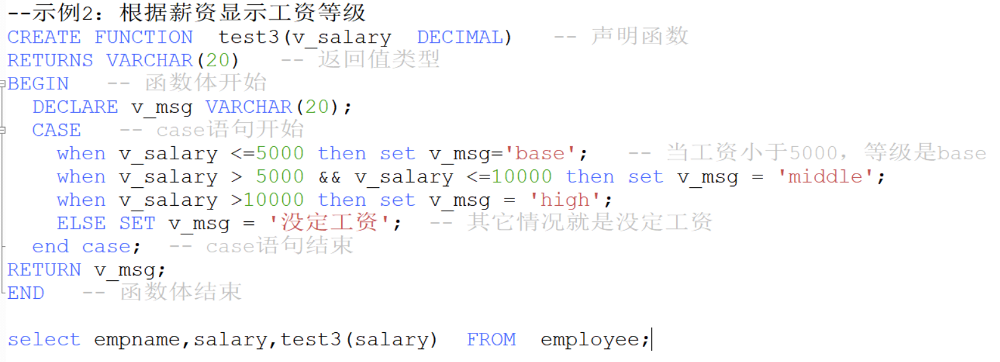 --示例2：根据薪资显示工资等级
CREATE FUNCTION  test3(v_salary  DECIMAL)   -- 声明函数
RETURNS VARCHAR(20)   -- 返回值类型
BEGIN   -- 函数体开始
  DECLARE v_msg VARCHAR(20);
  CASE   -- case语句开始
    when v_salary <=5000 then set v_msg='base';   -- 当工资小于5000，等级是base
    when v_salary > 5000 && v_salary <=10000 then set v_msg = 'middle';
    when v_salary >10000 then set v_msg = 'high';
    ELSE SET v_msg = '没定工资';  -- 其它情况就是没定工资
  end case;  -- case语句结束
RETURN v_msg;
END   -- 函数体结束
select empname,salary,test3(salary)  FROM  employee;